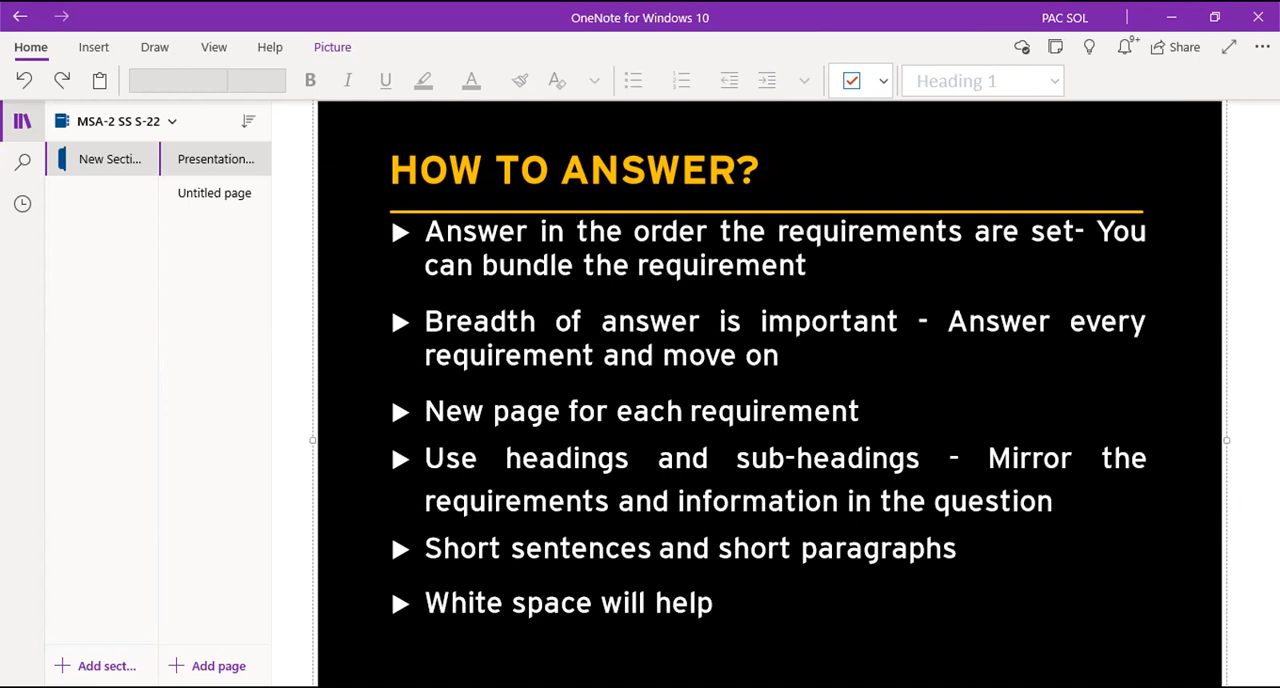 OneNote for Windows 10
PAC SOL
Home Insert Draw View Help Picture
9+
Share
B I U A A
Heading 1
MSA-2 SS S-22
New Secti...
Presentation...
Untitled page
HOW TO ANSWER?
Answer in the order the requirements are set- You
can bundle the requirement
Breadth of answer is important - Answer every
requirement and move on
New page for each requirement
Use headings and sub-headings - Mirror the
requirements and information in the question
Short sentences and short paragraphs
White space will help
+ Add sect...
+ Add page